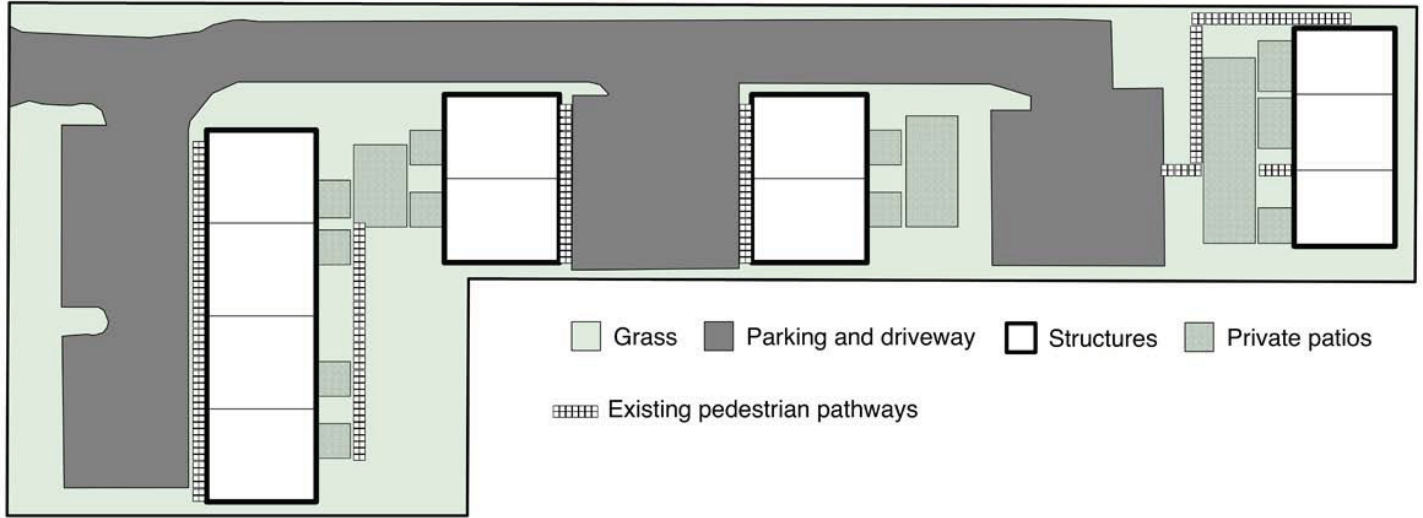 Grass Parking and driveway Structures Private patios
Existing pedestrian pathways